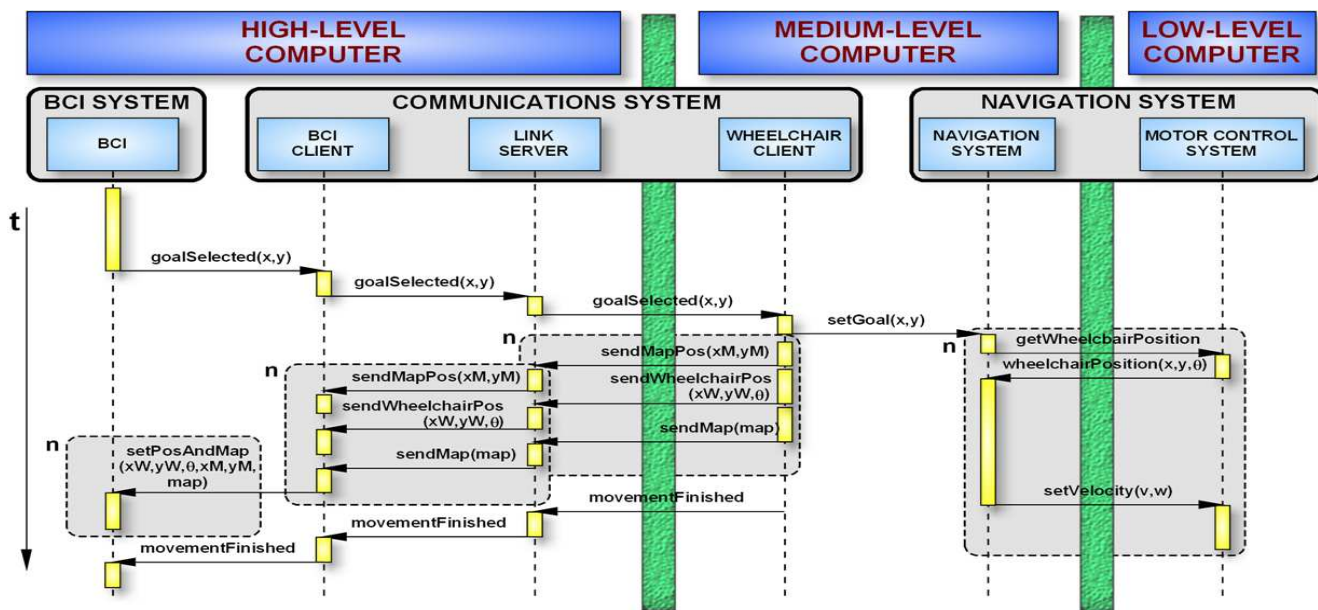 HIGH-LEVEL
COMPUTER
MEDIUM-LEVEL
COMPUTER
LOW-LEVEL
COMPUTER
BCI SYSTEM
COMMUNICATIONS SYSTEM
NAVIGATION SYSTEM
BCI
BCI
CLIENT
LINK
SERVER
WHEELCHAIR
CLIENT
NAVIGATION
SYSTEM
MOTOR CONTROL
SYSTEM
t
goalSelected(x,y)
goalSelected(x,y)
goalSelected(x,y)
setGoal(x,y)
n
sendMapPos(xM,yM)
n
getWheelcbairPosition
n
sendMapPos(xM,yM)
sendWheelchairPos
(xW,yW,θ)
wheelchairPosition(x,y,θ)
sendWheelchairPos
(xW,yW,θ)
sendMap(map)
n
setPosAndMap
(xW,yW,θ,xM,yM,
map)
sendMap(map)
setVelocity(v,w)
movementFinished
movementFinished
movementFinished